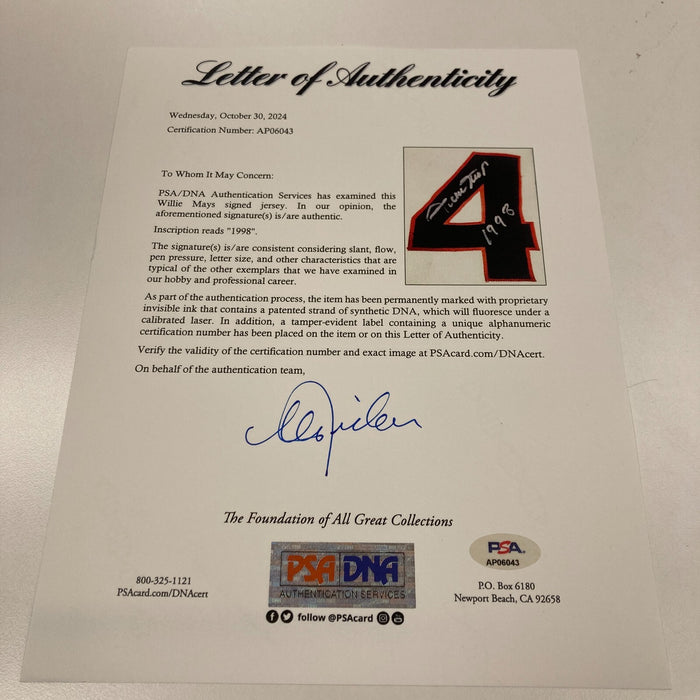 Letter of Authenticity
Wednesday, October 30, 2024
Certification Number: AP06043
To Whom It May Concern:
PSA/DNA Authentication Services has examined this
Willie Mays signed jersey. In our opinion, the
aforementioned signature(s) is/are authentic.
Inscription reads "1998".
The signature(s) is/are consistent considering slant, flow,
pen pressure, letter size, and other characteristics that are
typical of the other exemplars that we have examined in
our hobby and professional career.
4
1998
As part of the authentication process, the item has been permanently marked with proprietary
invisible ink that contains a patented strand of synthetic DNA, which will fluoresce under a
calibrated laser. In addition, a tamper-evident label containing a unique alphanumeric
certification number has been placed on the item or on this Letter of Authenticity.
Verify the validity of the certification number and exact image at PSAcard.com/DNAcert.
On behalf of the authentication team,
The Foundation of All Great Collections
800-325-1121
PSAcard.com/DNAcert
PSA DNA
AUTHENTICATION SERVICES
follow @PSAcard
PSA
AP06043
P.O. Box 6180
Newport Beach, CA 92658